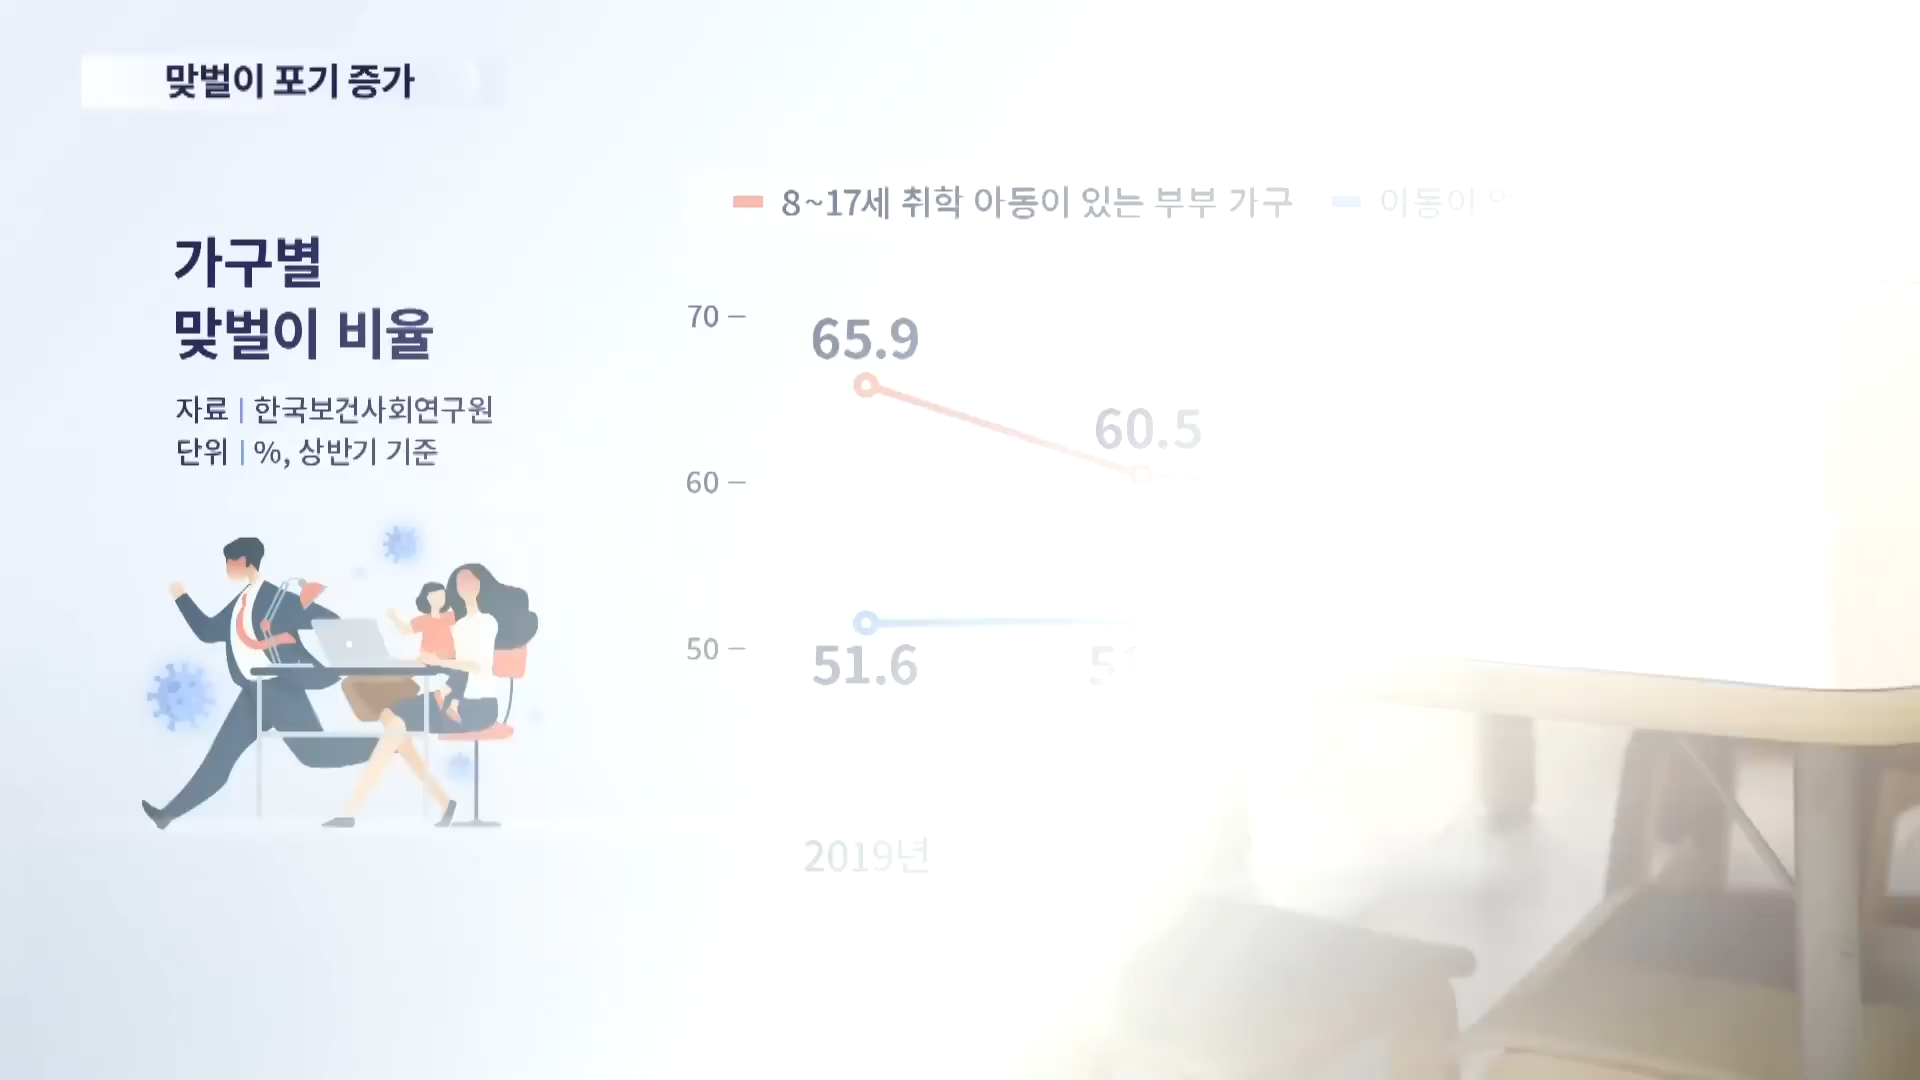 맞벌이 포기 증가
8~17세 취학 아동이 있는 부부 가구
아동이
가구별
맞벌이 비율
자료 | 한국보건사회연구원
단위 | %, 상반기 기준
70
65.9
60.5
60
50
51.6
2019년